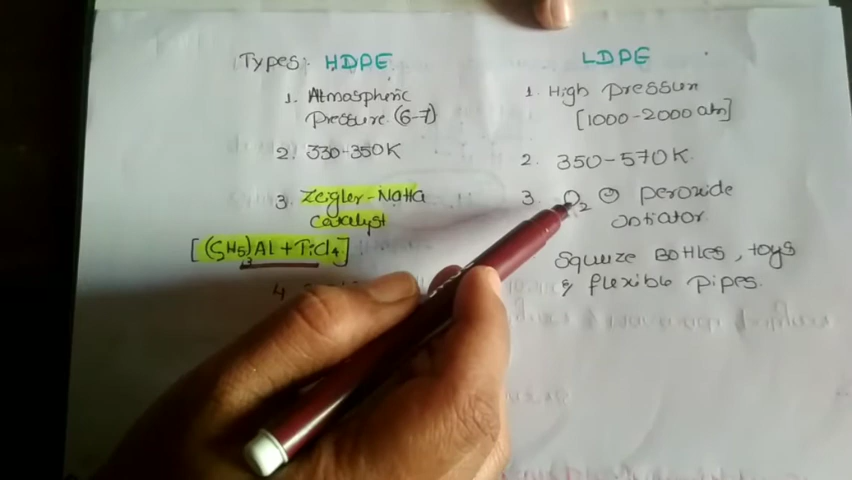 Types: HDPE
1. Atmospheric
pressure. (6-7)
2. 330-350K
3. Zeigler-Natta
Catalyst
[(C2H5)3Al + TiCl4]
4.
LDPE
1. High pressure
[1000-2000 atm]
2. 350-570K.
3. O2 peroxide
Squeeze Bottles, toys
& flexible pipes.